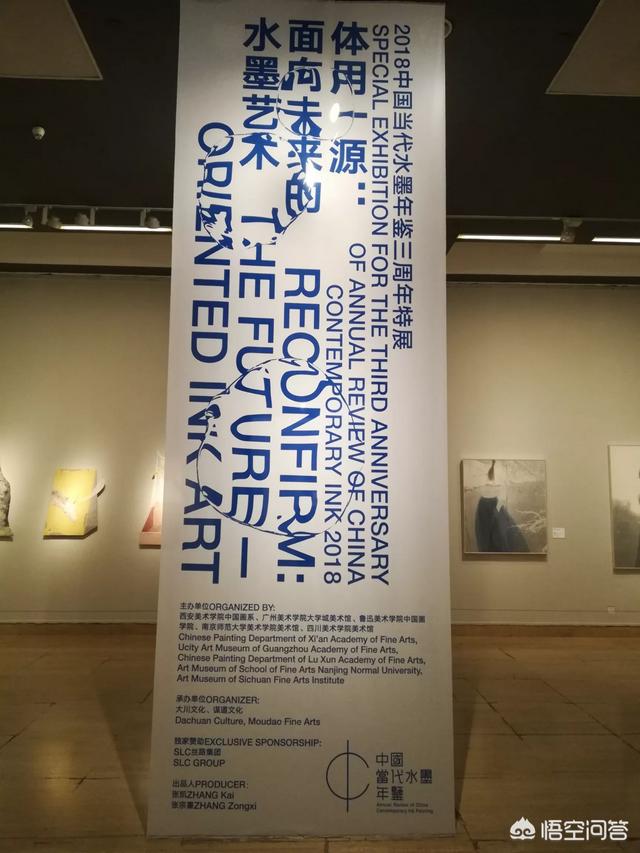 2018中国当代水墨年鉴三周年特展
SPECIAL EXHIBITION FOR THE THIRD ANNIVERSARY
OF ANNUAL REVIEW OF CHINA
CONTEMPORARY INK 2018
体用一源：
面向未来的
水墨艺术
RECONFIRM:
THE FUTURE—
ORIENTED INK ART
主办单位ORGANIZED BY:
西安美术学院中国画系、广州美术学院大学城美术馆、鲁迅美术学院中国画
学院、南京师范大学美术学院美术馆、四川美术学院美术馆
Chinese Painting Department of Xi'an Academy of Fine Arts,
Ucity Art Museum of Guangzhou Academy of Fine Arts,
Chinese Painting Department of Lu Xun Academy of Fine Arts,
Art Museum of School of Fine Arts Nanjing Normal University,
Art Museum of Sichuan Fine Arts Institute
承办单位ORGANIZER:
大川文化、谋道文化
Dachuan Culture, Moudao Fine Arts
独家赞助EXCLUSIVE SPONSORSHIP:
SLC丝路集团
SLC GROUP
出品人PRODUCER:
张凯ZHANG Kai
张宗喜ZHANG Zongxi
中國
當代水墨
年鑒
Annual Review of China
Contemporary Ink Painting
悟空问答